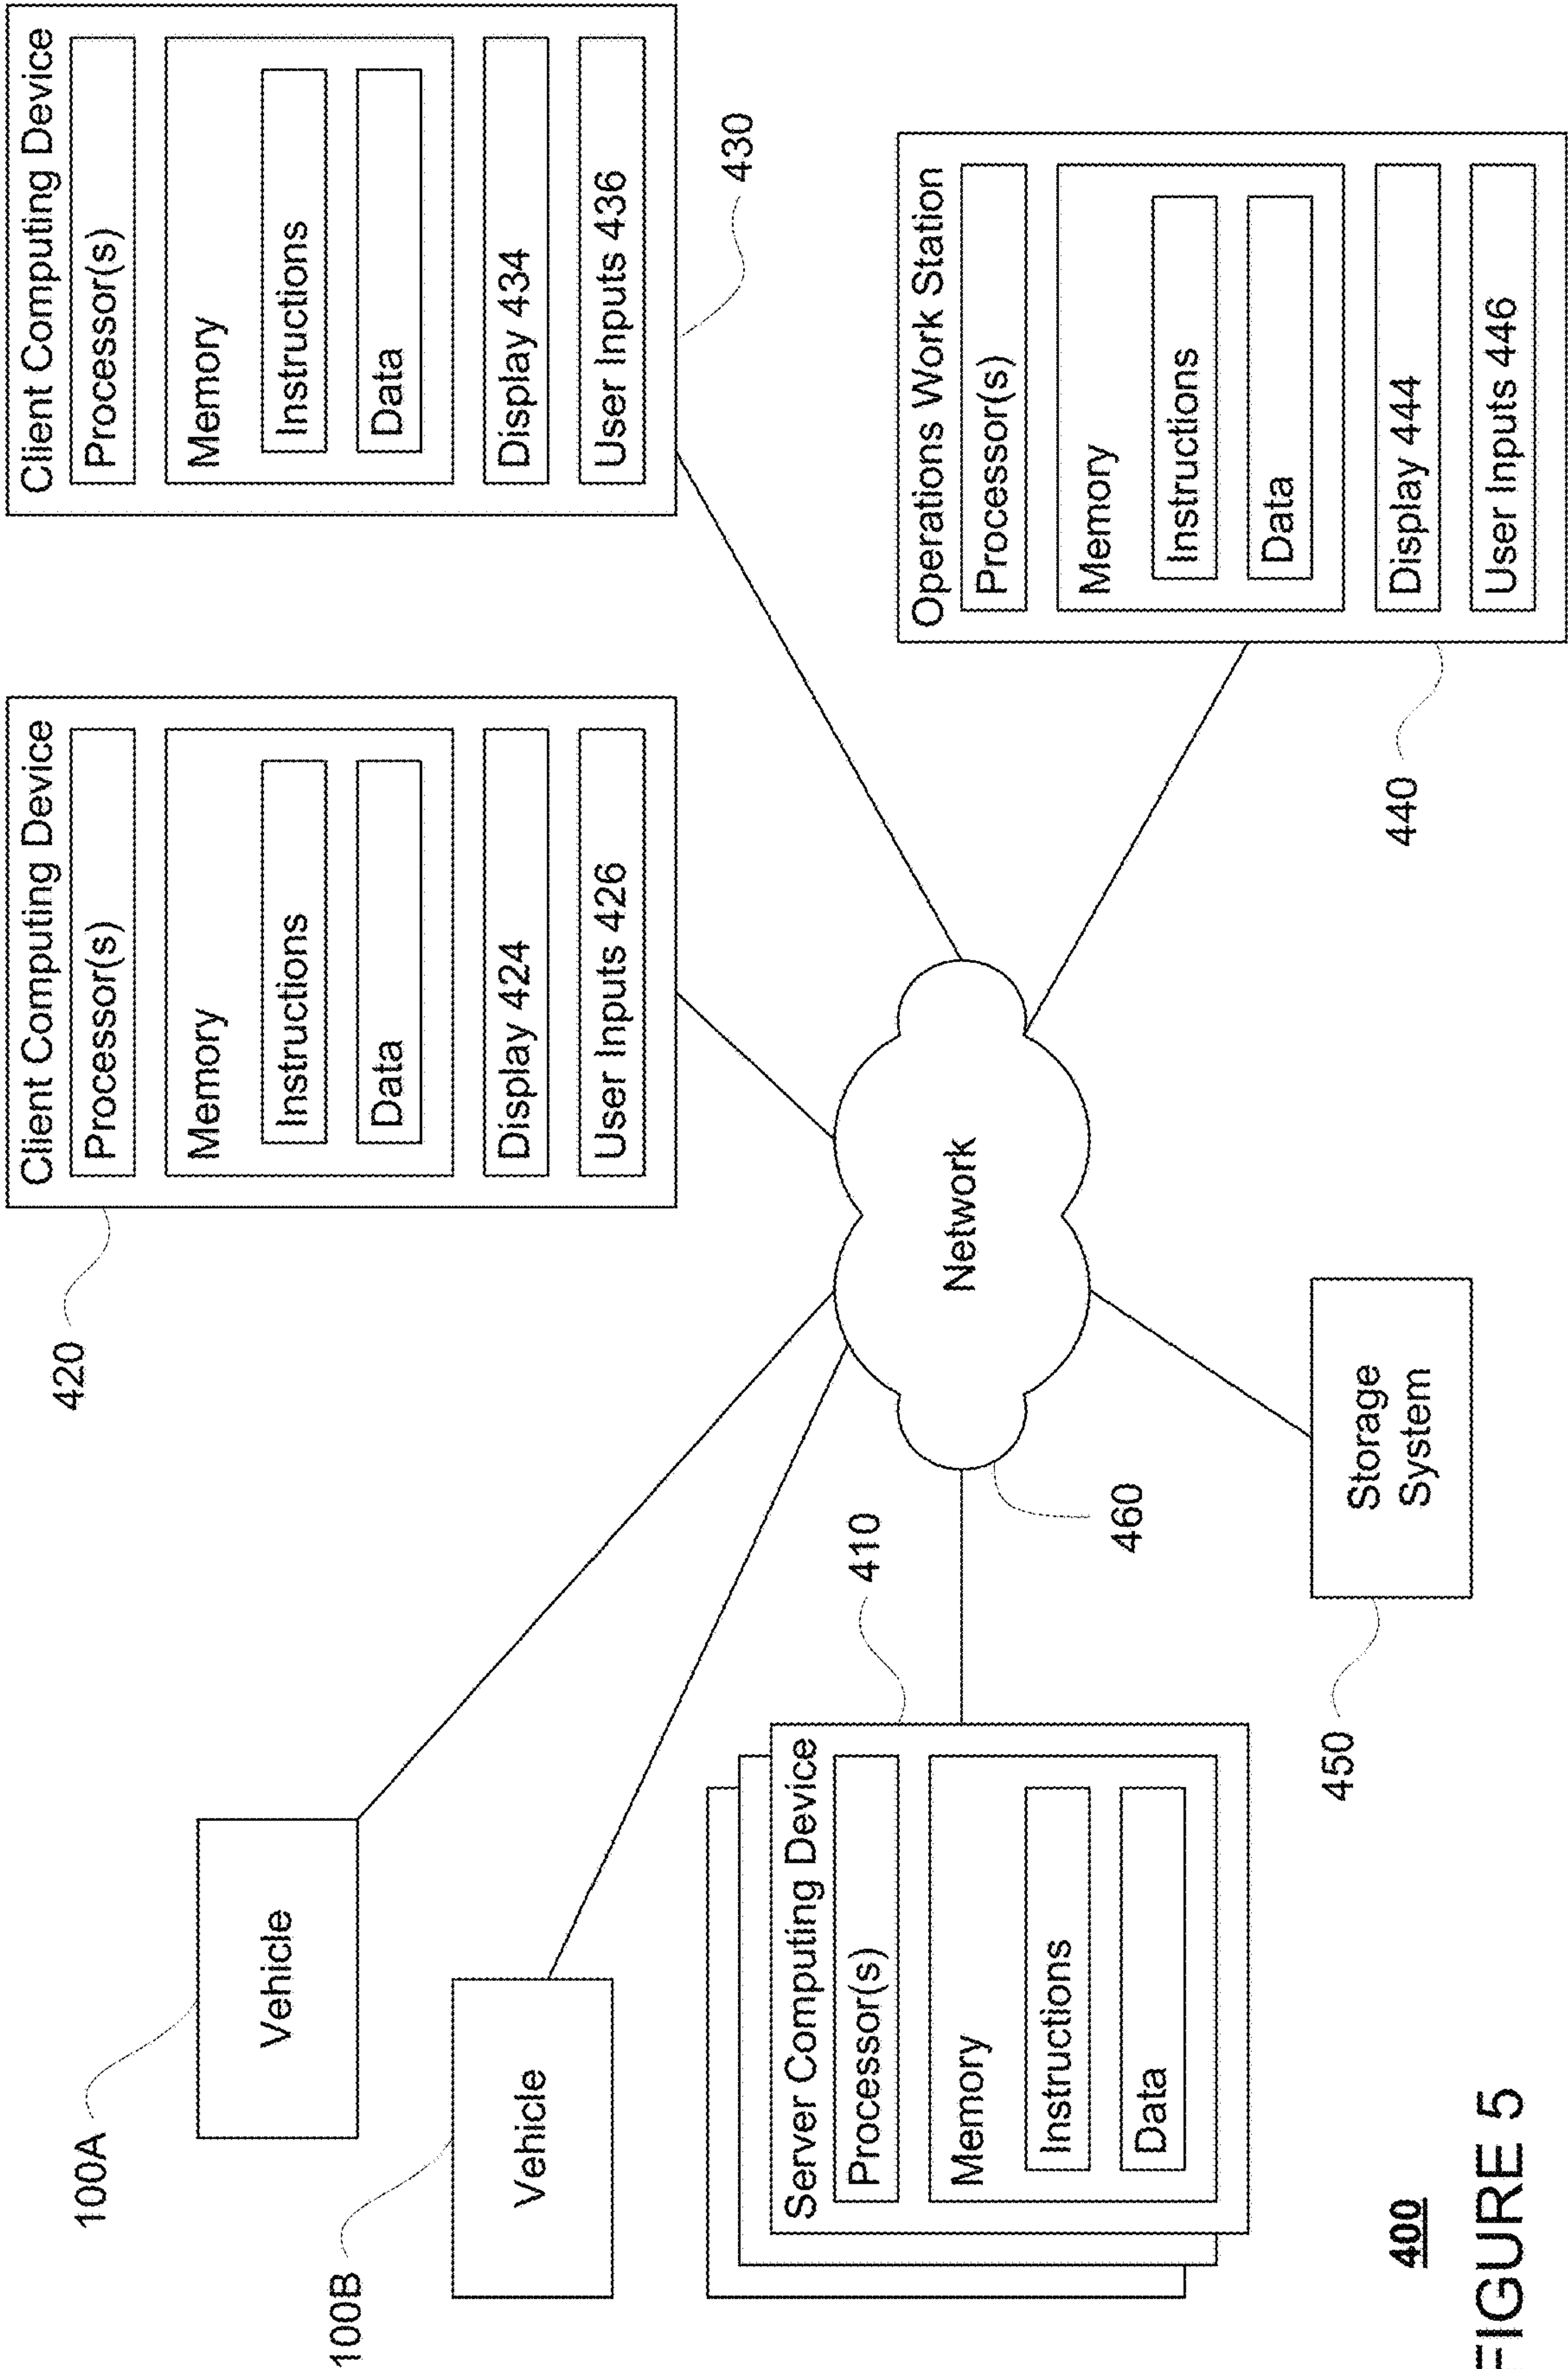 100A
Vehicle
100B
Vehicle
420
Client Computing Device
Processor(s)
Memory
Instructions
Data
Display 424
User Inputs 426
Client Computing Device
Processor(s)
Memory
Instructions
Data
Display 434
User Inputs 436
430
Server Computing Device
Processor(s)
Memory
Instructions
Data
410
Network
460
Operations Work Station
Processor(s)
Memory
Instructions
Data
Display 444
User Inputs 446
440
450
Storage
System
400
FIGURE 5